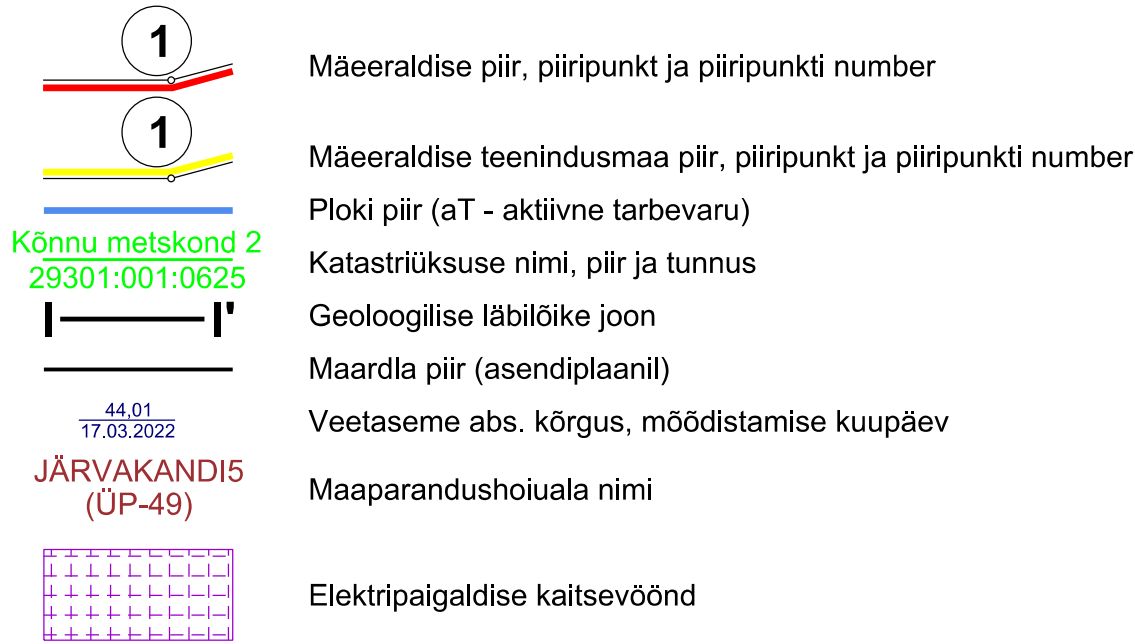 1
Mäeeraldise piir, piiripunkt ja piiripunkti number
1
Mäeeraldise teenindusmaa piir, piiripunkt ja piiripunkti number
Ploki piir (aT - aktiivne tarbevaru)
Kõnnu metskond 2
29301:001:0625
Katastriüksuse nimi, piir ja tunnus
I I'
Geoloogilise läbilõike joon
Maardla piir (asendiplaanil)
44,01
17.03.2022
Veetaseme abs. kõrgus, mõõdistamise kuupäev
JÄRVAKANDI5
(ÜP-49)
Maaparandushoiuala nimi
Elektripaigaldise kaitsevöönd